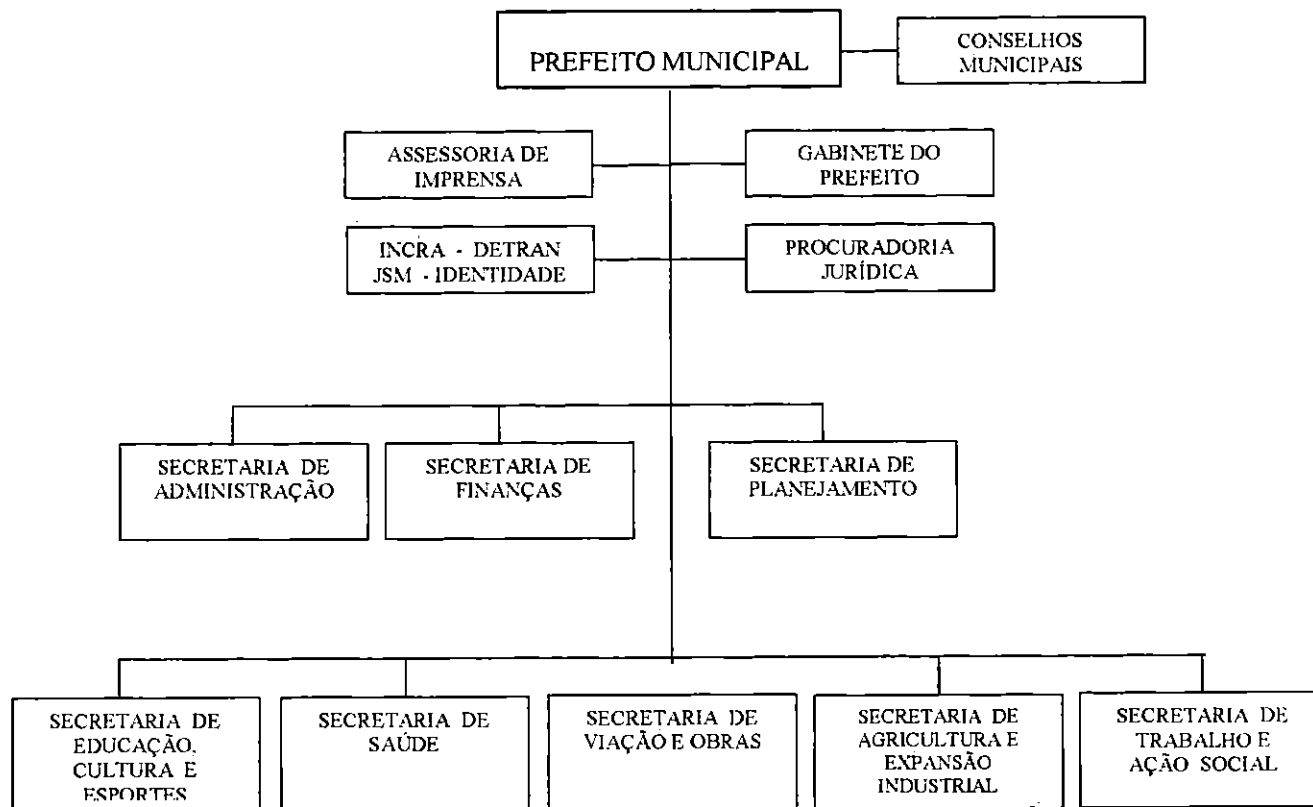 PREFEITO MUNICIPAL
CONSELHOS
MUNICIPAIS
ASSESSORIA DE
IMPRENSA
GABINETE DO
PREFEITO
INCRA - DETRAN
JSM - IDENTIDADE
PROCURADORIA
JURÍDICA
SECRETARIA DE
ADMINISTRAÇÃO
SECRETARIA DE
FINANÇAS
SECRETARIA DE
PLANEJAMENTO
SECRETARIA DE
EDUCAÇÃO,
CULTURA E
ESPORTES
SECRETARIA DE
SAÚDE
SECRETARIA DE
VIAÇÃO E OBRAS
SECRETARIA DE
AGRICULTURA E
EXPANSÃO
INDUSTRIAL
SECRETARIA DE
TRABALHO E
AÇÃO SOCIAL